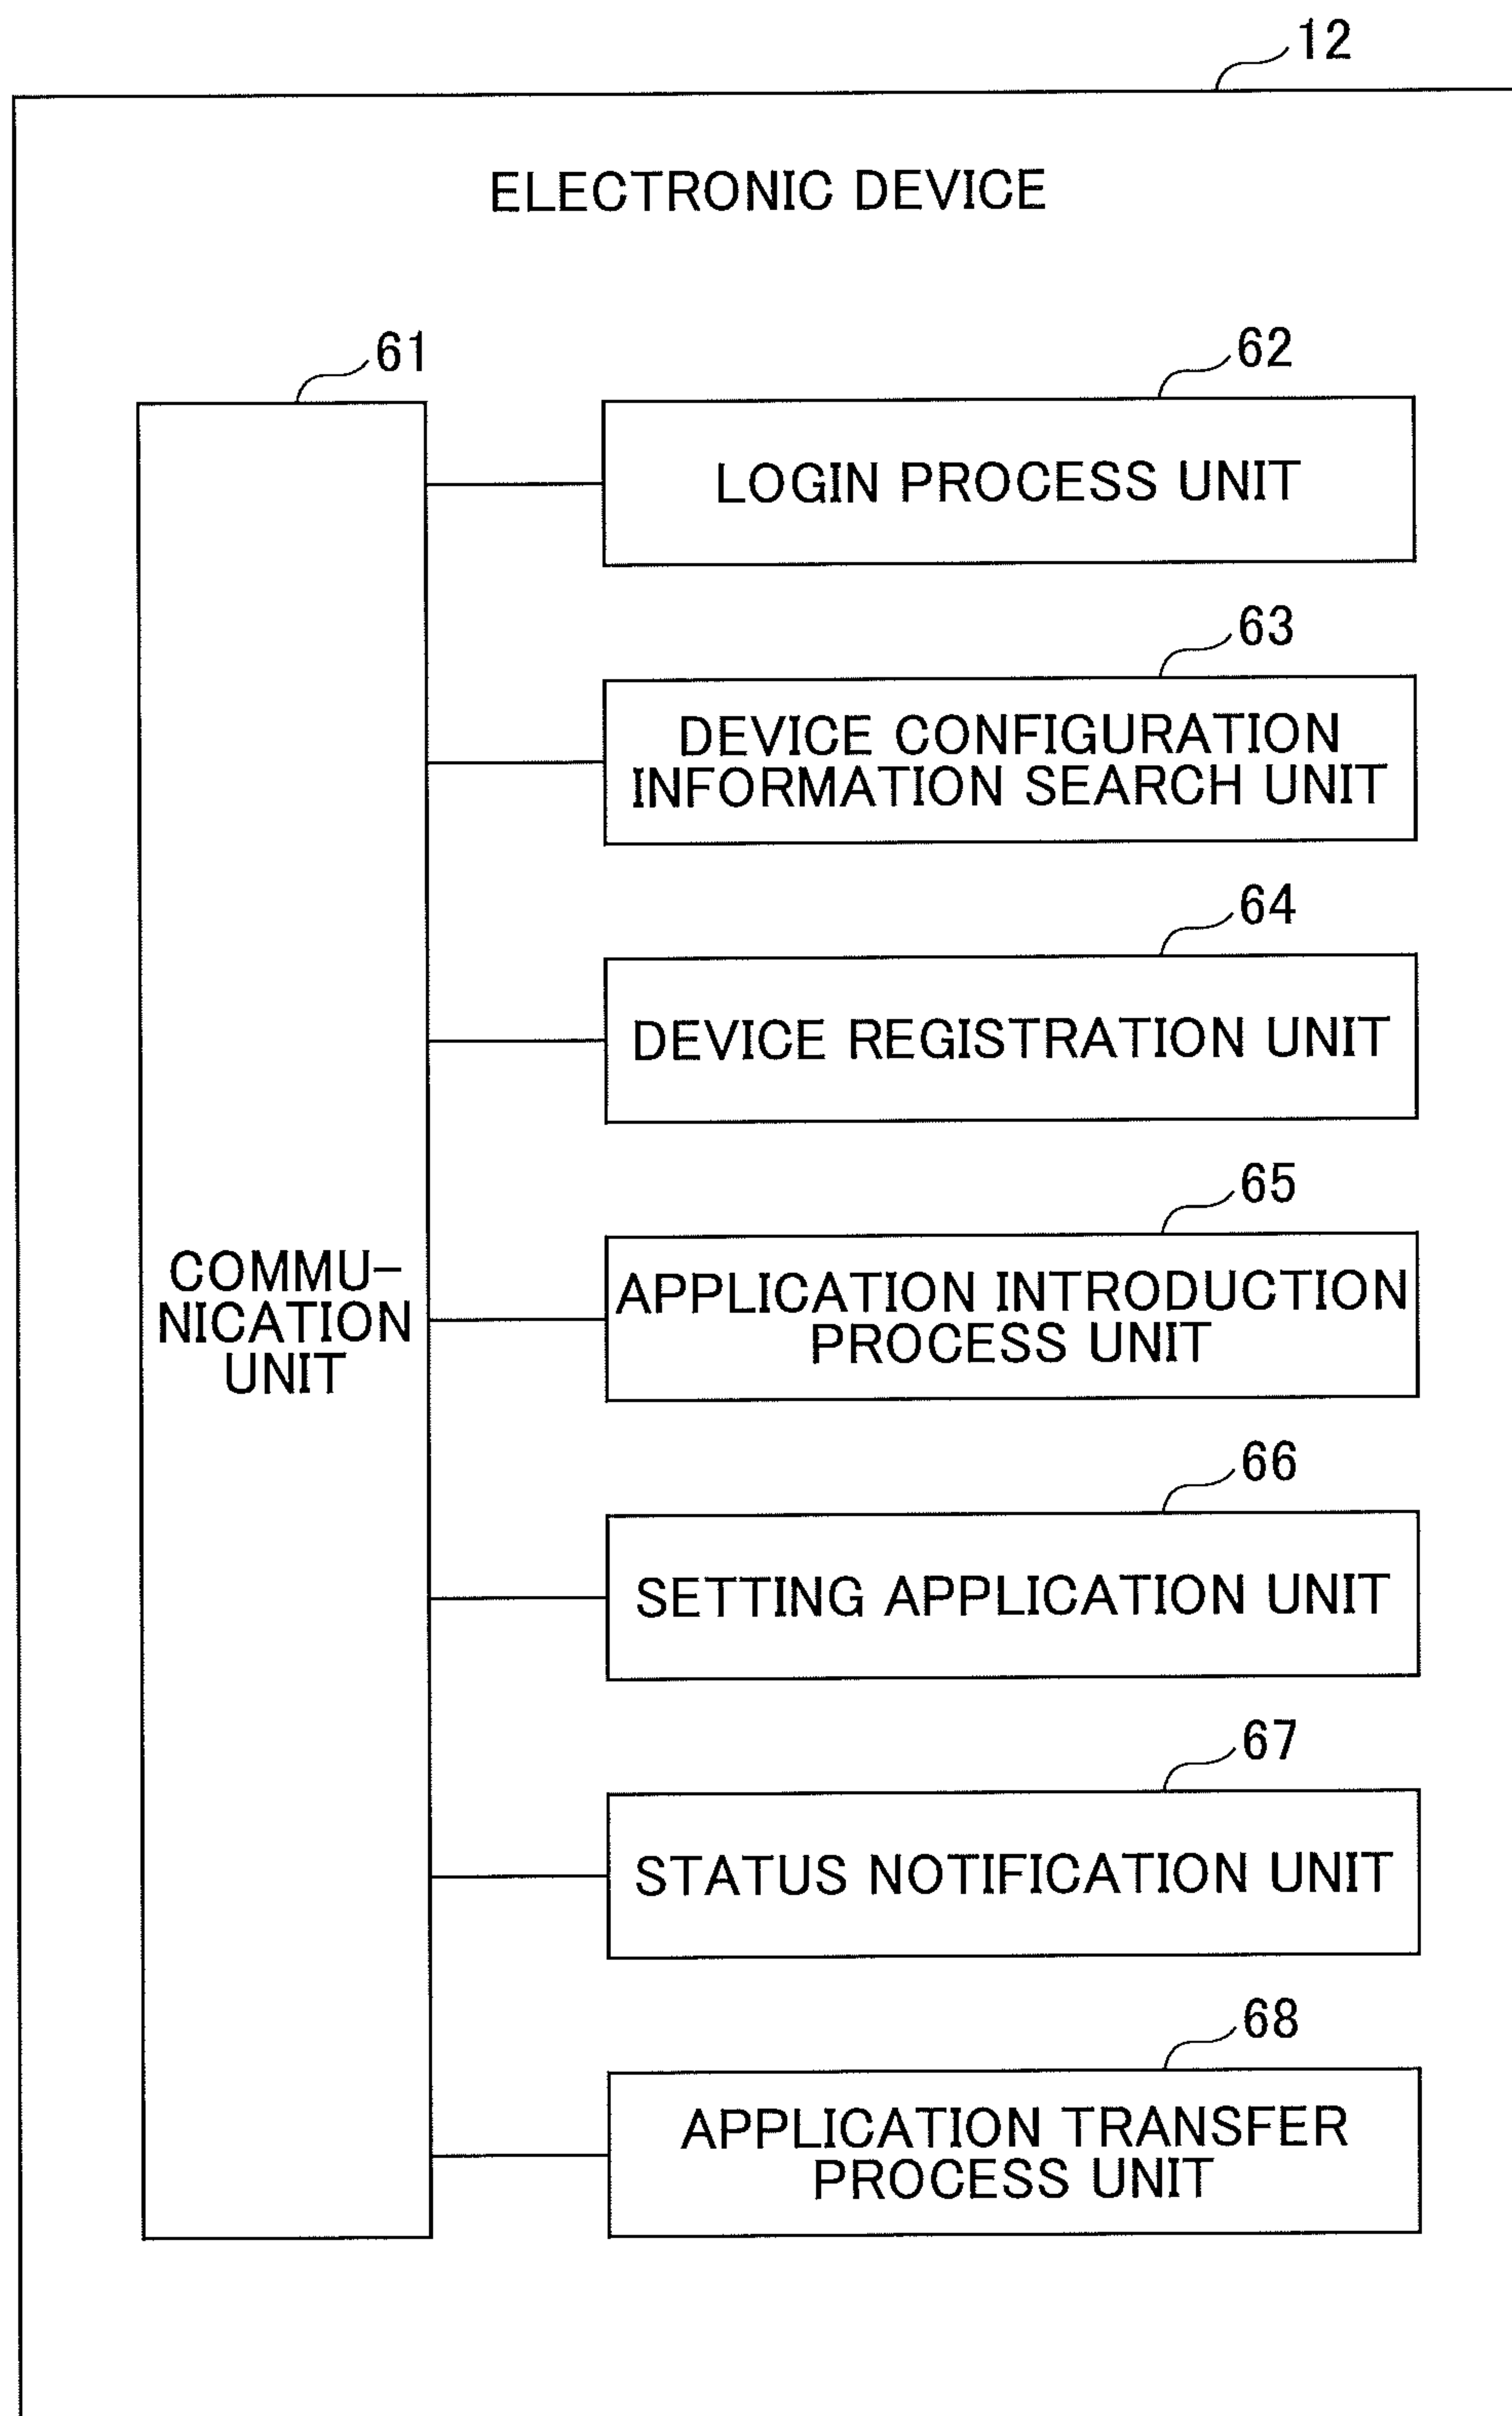 12
ELECTRONIC DEVICE
61
62
LOGIN PROCESS UNIT
63
DEVICE CONFIGURATION
INFORMATION SEARCH UNIT
64
DEVICE REGISTRATION UNIT
65
COMMU-
NICATION
UNIT
APPLICATION INTRODUCTION
PROCESS UNIT
66
SETTING APPLICATION UNIT
67
STATUS NOTIFICATION UNIT
68
APPLICATION TRANSFER
PROCESS UNIT